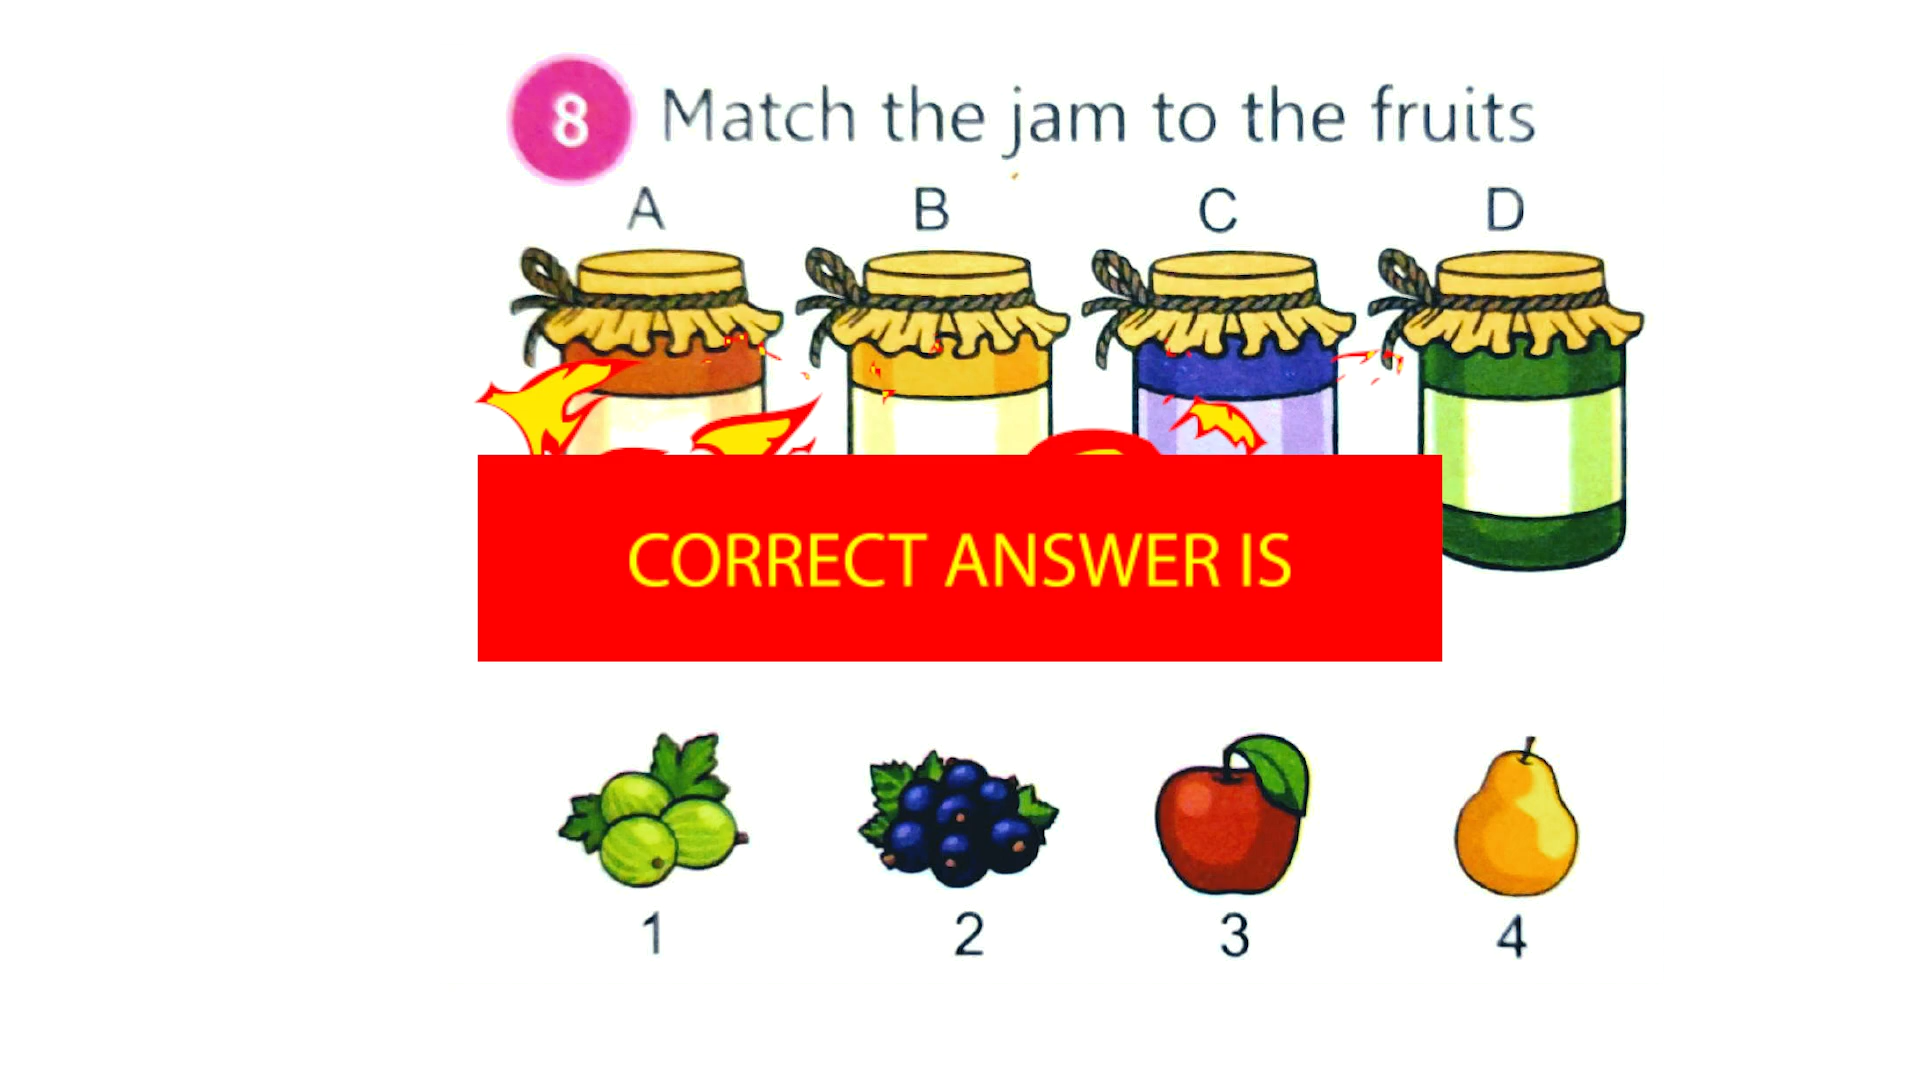 8 Match the jam to the fruits
A B C D
CORRECT ANSWER IS
1 2 3 4